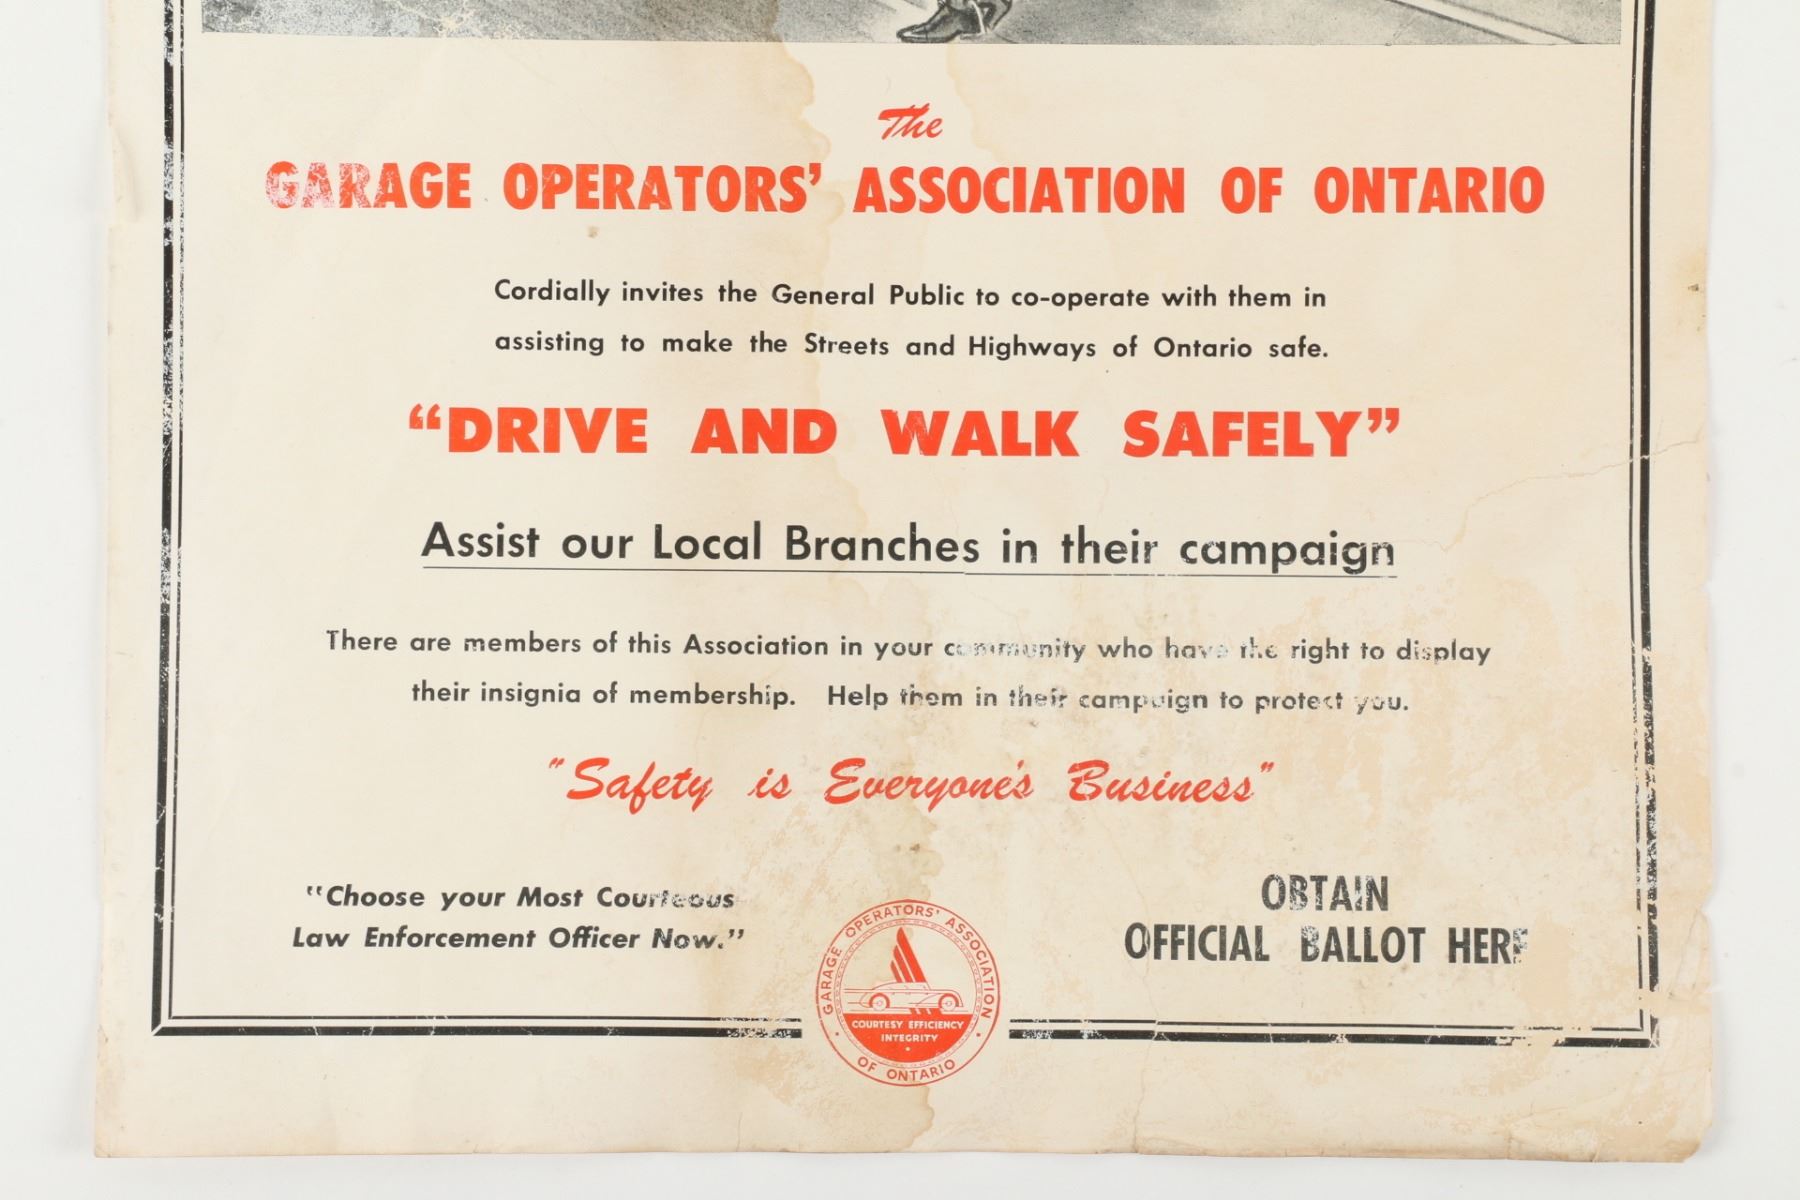 The
GARAGE OPERATORS' ASSOCIATION OF ONTARIO
Cordially invites the General Public to co-operate with them in
assisting to make the Streets and Highways of Ontario safe.
"DRIVE AND WALK SAFELY"
Assist our Local Branches in their campaign
There are members of this Association in your community who have the right to display
their insignia of membership. Help them in their campaign to protect you.
"Safety is Everyone's Business"
"Choose your Most Courteous
Law Enforcement Officer Now."
GARAGE OPERATORS' ASSOCIATION
COURTESY EFFICIENCY
INTEGRITY
OF ONTARIO
OBTAIN
OFFICIAL BALLOT HERE